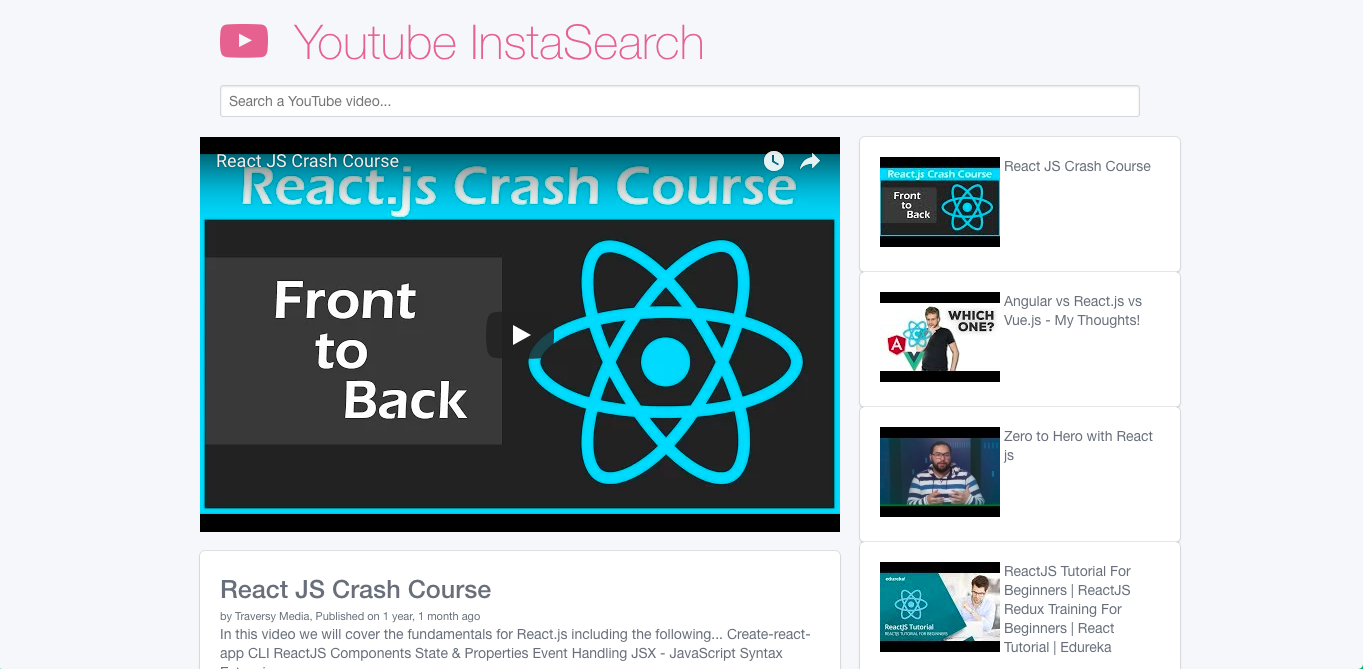 Youtube InstaSearch
Search a YouTube video...
React JS Crash Course
React.js Crash Course
Front
to
Back
React JS Crash Course
by Traversy Media, Published on 1 year, 1 month ago
In this video we will cover the fundamentals for React.js including the following... Create-react-
app CLI ReactJS Components State & Properties Event Handling JSX - JavaScript Syntax
React.js Crash Course
Front
to
Back
React JS Crash Course
WHICH
ONE?
Angular vs React.js vs
Vue.js - My Thoughts!
Zero to Hero with React
js
edureka!
ReactJS Tutorial
REACTJS TUTORIAL FOR BEGINNERS
ReactJS Tutorial For
Beginners | ReactJS
Redux Training For
Beginners | React
Tutorial | Edureka